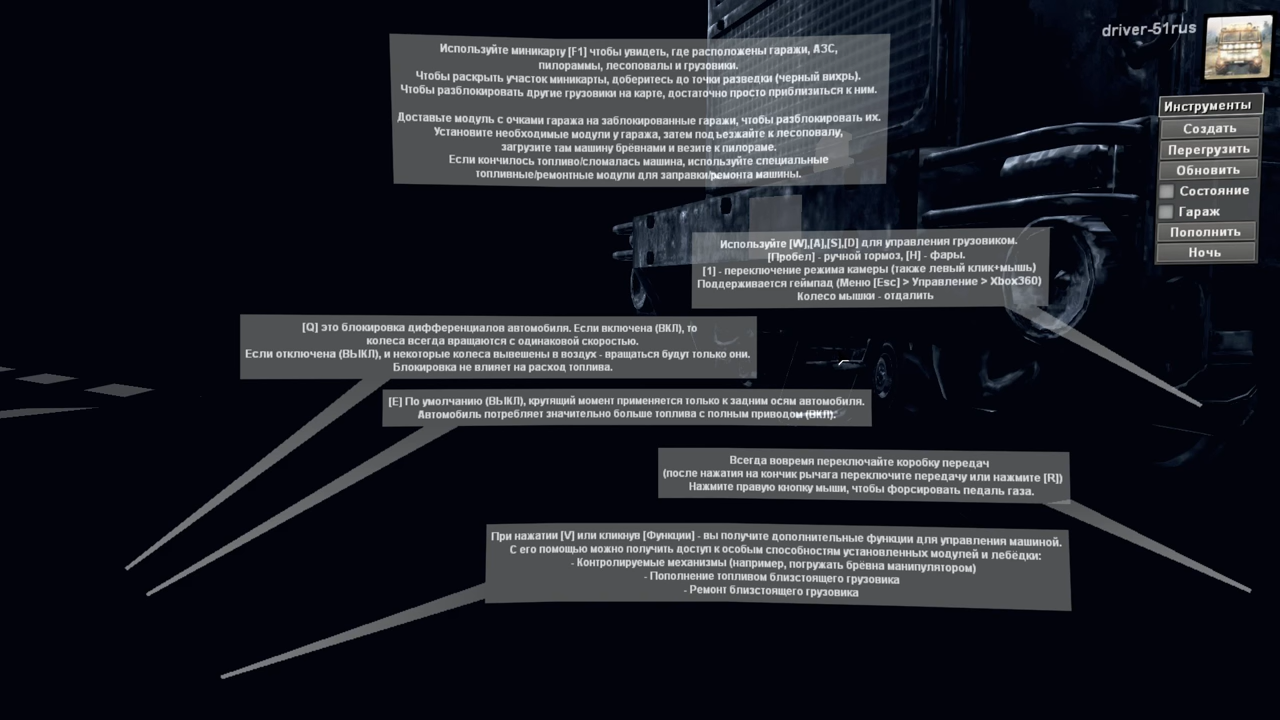 driver-51rus
Используйте миникарту [F1] чтобы увидеть, где расположены гаражи, АЗС,
пилораммы, лесоповалы и грузовики.
Чтобы раскрыть участок миникарты, доберитесь до точки разведки (черный вихрь).
Чтобы разблокировать другие грузовики на карте, достаточно просто приблизиться к ним.
Доставьте модуль с очками гаража на заблокированные гаражи, чтобы разблокировать их.
Установите необходимые модули у гаража, затем подъезжайте к лесоповалу,
загрузите там машину брёвнами и везите к пилораме.
Если кончилось топливо/сломалась машина, используйте специальные
топливные/ремонтные модули для заправки/ремонта машины.
Инструменты
Создать
Перегрузить
Обновить
Состояние
Гараж
Пополнить
Ночь
Используйте [W],[A],[S],[D] для управления грузовиком.
[Пробел] - ручной тормоз, [H] - фары.
[1] - переключение режима камеры (также левый клик+мышь)
Поддерживается геймпад (Меню [Esc] > Управление > Xbox360)
Колесо мышки - отдалить
[Q] это блокировка дифференциалов автомобиля. Если включена (ВКЛ), то
колеса всегда вращаются с одинаковой скоростью.
Если отключена (ВЫКЛ), и некоторые колеса вывешены в воздух - вращаться будут только они.
Блокировка не влияет на расход топлива.
[E] По умолчанию (ВЫКЛ), крутящий момент применяется только к задним осям автомобиля.
Автомобиль потребляет значительно больше топлива с полным приводом (ВКЛ).
Всегда вовремя переключайте коробку передач
(после нажатия на кончик рычага переключите передачу или нажмите [R])
Нажмите правую кнопку мыши, чтобы форсировать педаль газа.
При нажатии [V] или кликнув [Функции] - вы получите дополнительные функции для управления машиной.
С его помощью можно получить доступ к особым способностям установленных модулей и лебёдки:
- Контролируемые механизмы (например, погружать брёвна манипулятором)
- Пополнение топливом близстоящего грузовика
- Ремонт близстоящего грузовика